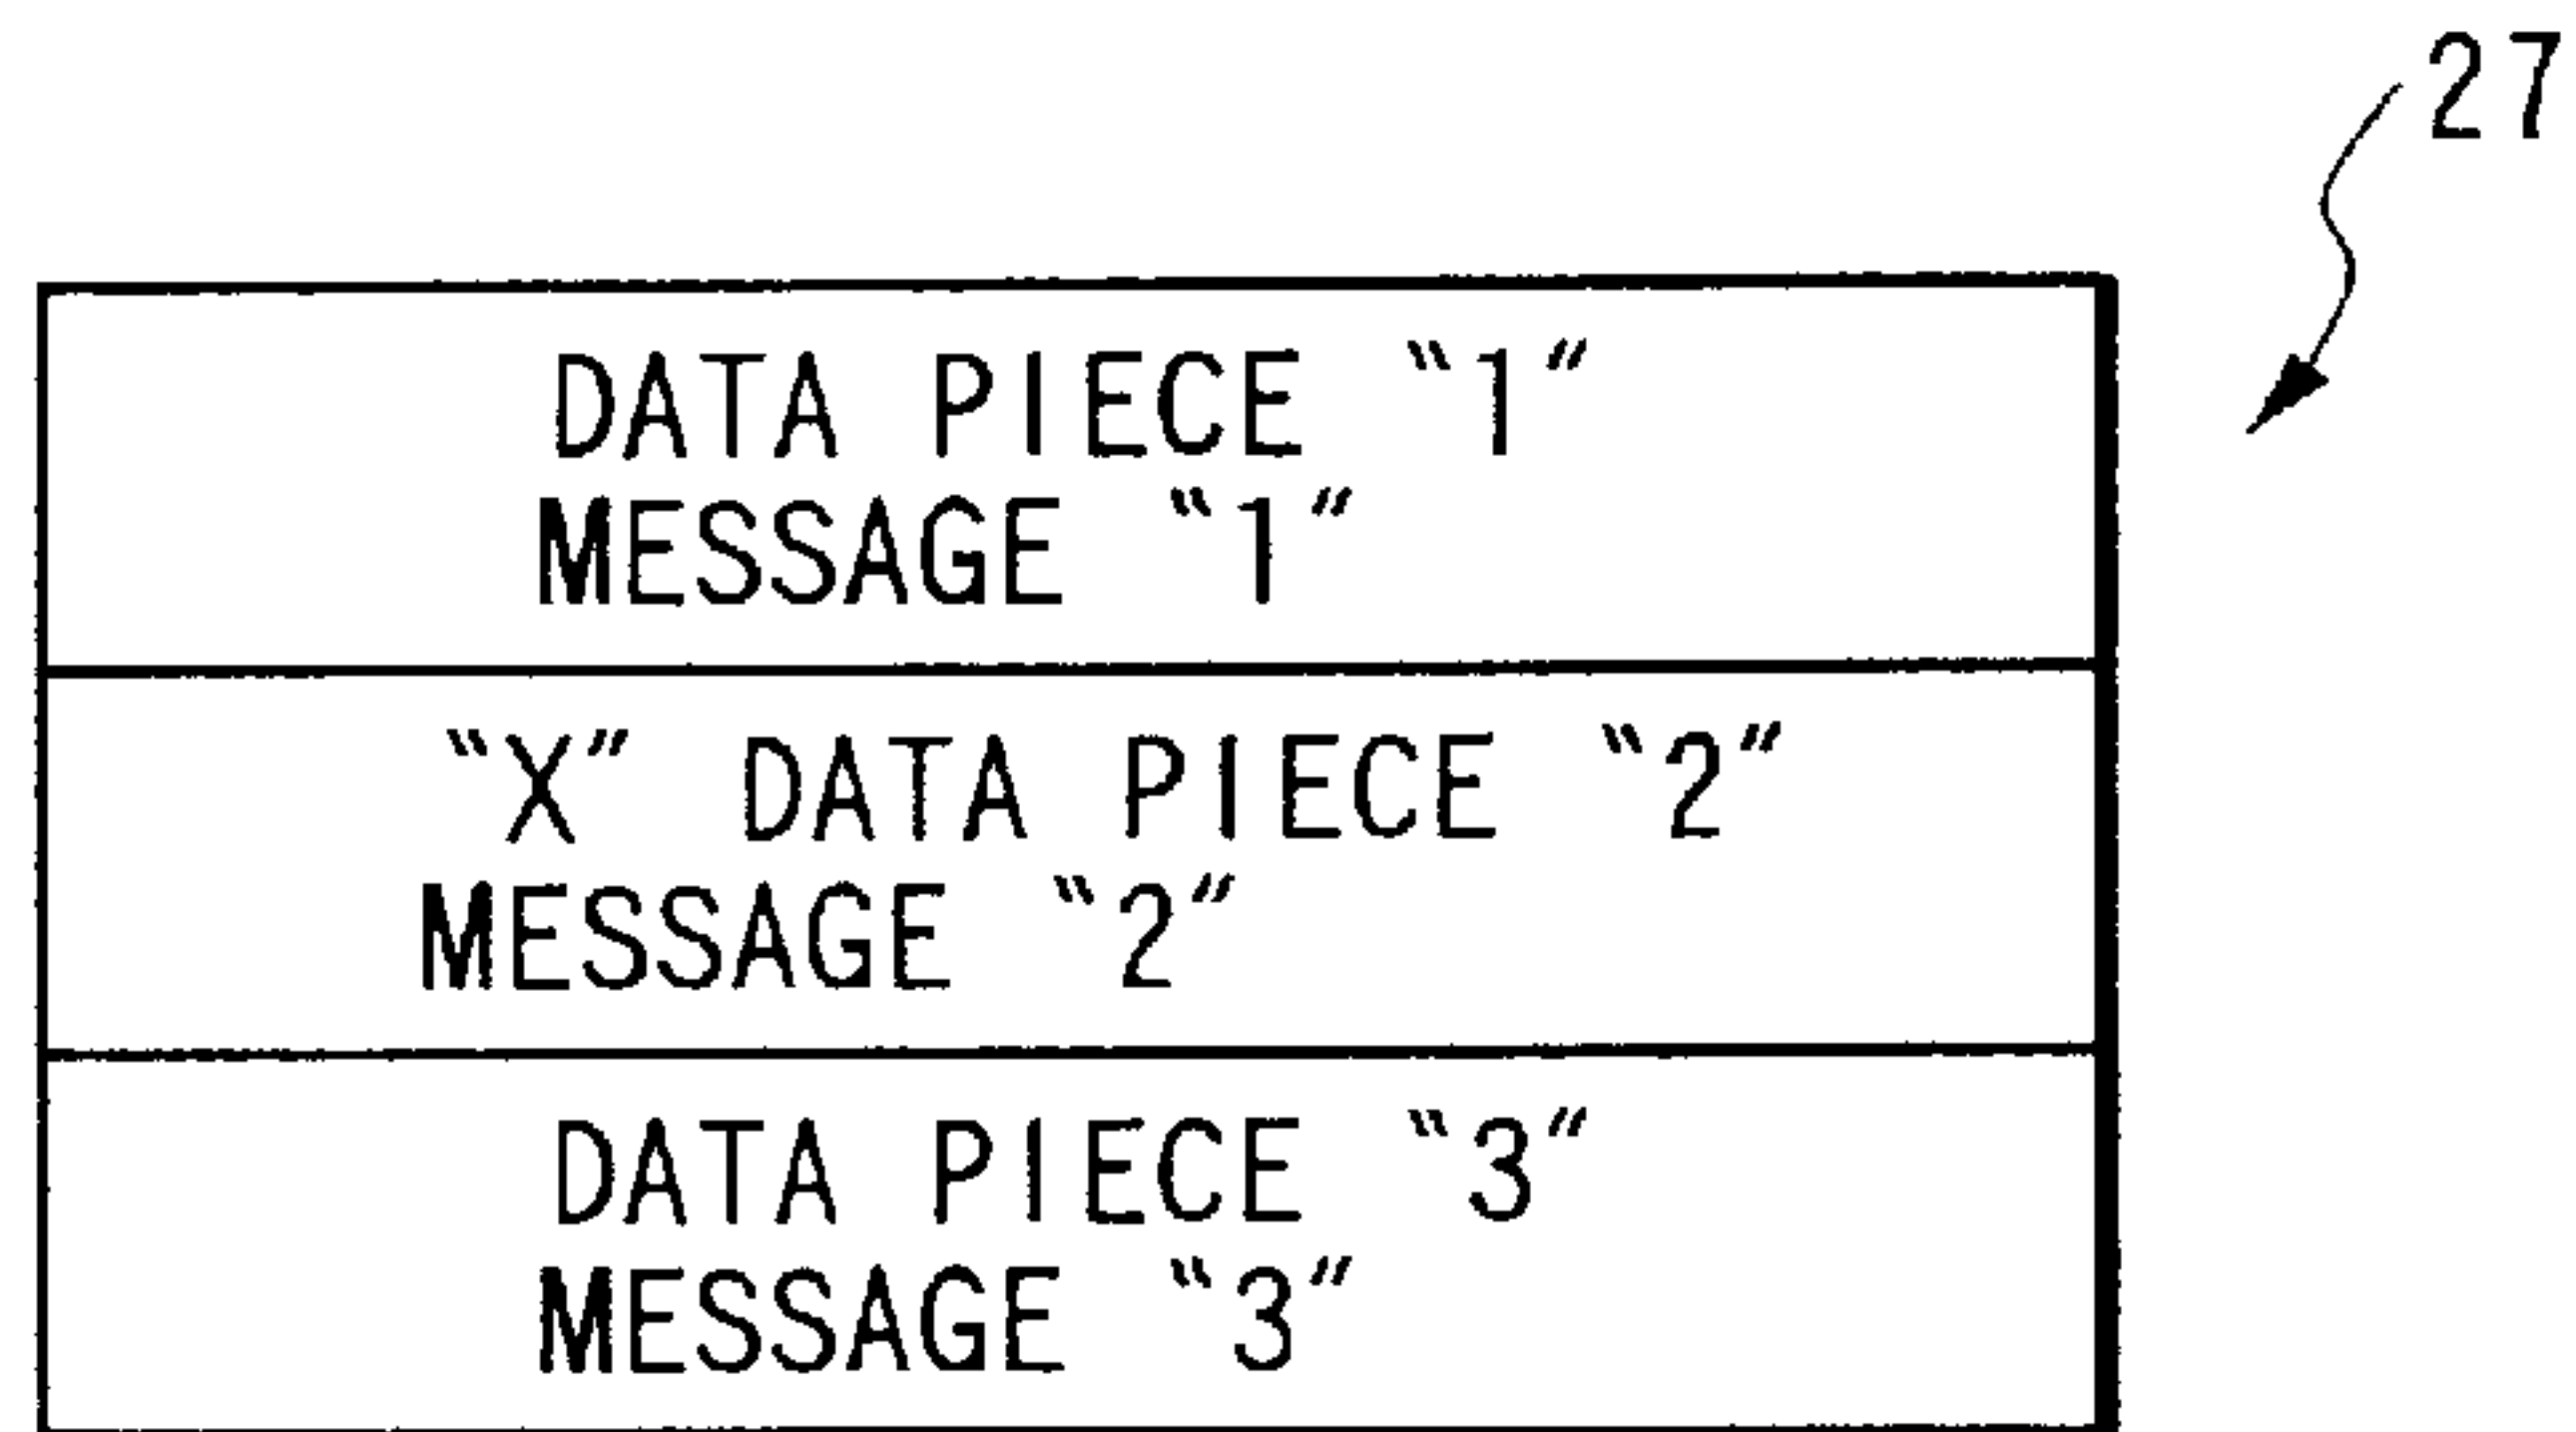 27
DATA PIECE “1”
MESSAGE “1”
“X” DATA PIECE “2”
MESSAGE “2”
DATA PIECE “3”
MESSAGE “3”